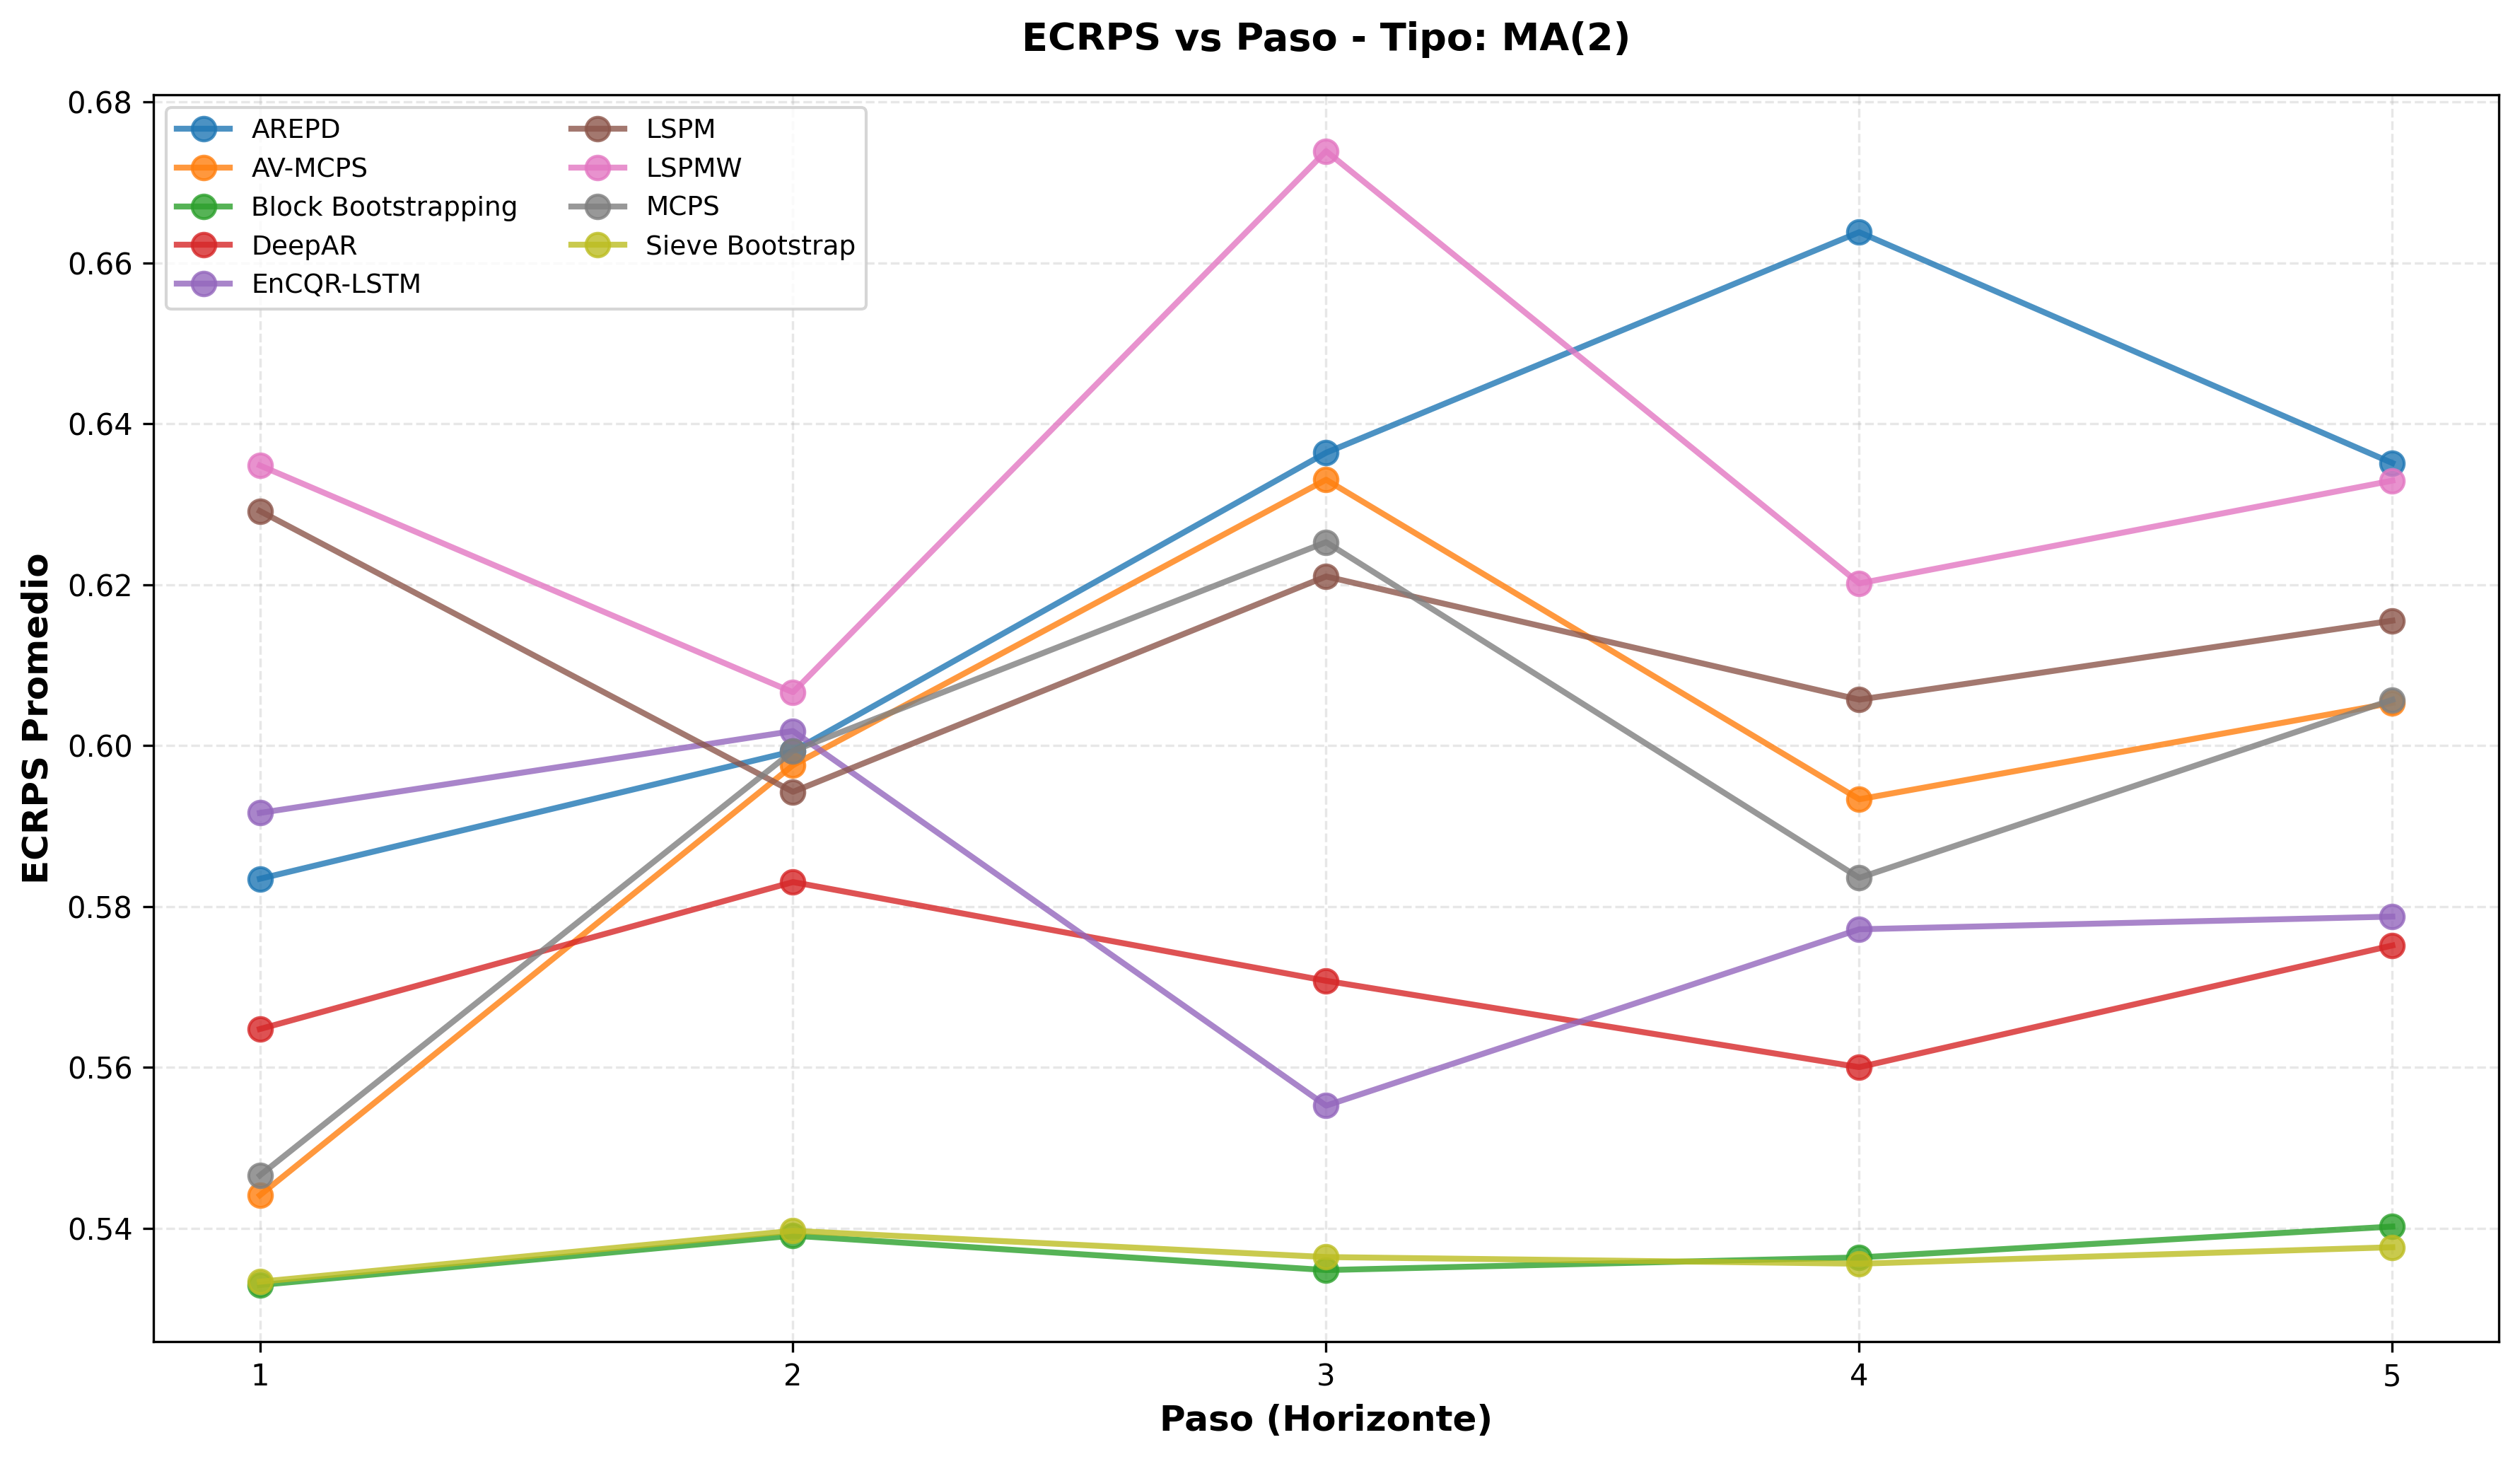 ECRPS vs Paso - Tipo: MA(2)
AREPD
AV-MCPS
Block Bootstrapping
DeepAR
EnCQR-LSTM
LSPM
LSPMW
MCPS
Sieve Bootstrap
ECRPS Promedio
0.68
0.66
0.64
0.62
0.60
0.58
0.56
0.54
1 2 3 4 5
Paso (Horizonte)